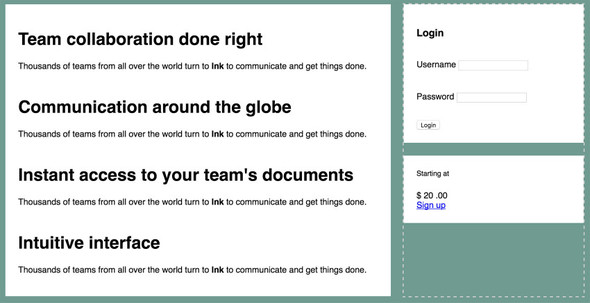 Team collaboration done right
Thousands of teams from all over the world turn to Ink to communicate and get things done.
Communication around the globe
Thousands of teams from all over the world turn to Ink to communicate and get things done.
Instant access to your team's documents
Thousands of teams from all over the world turn to Ink to communicate and get things done.
Intuitive interface
Thousands of teams from all over the world turn to Ink to communicate and get things done.
Login
Username
Password
Login
Starting at
$ 20 .00
Sign up